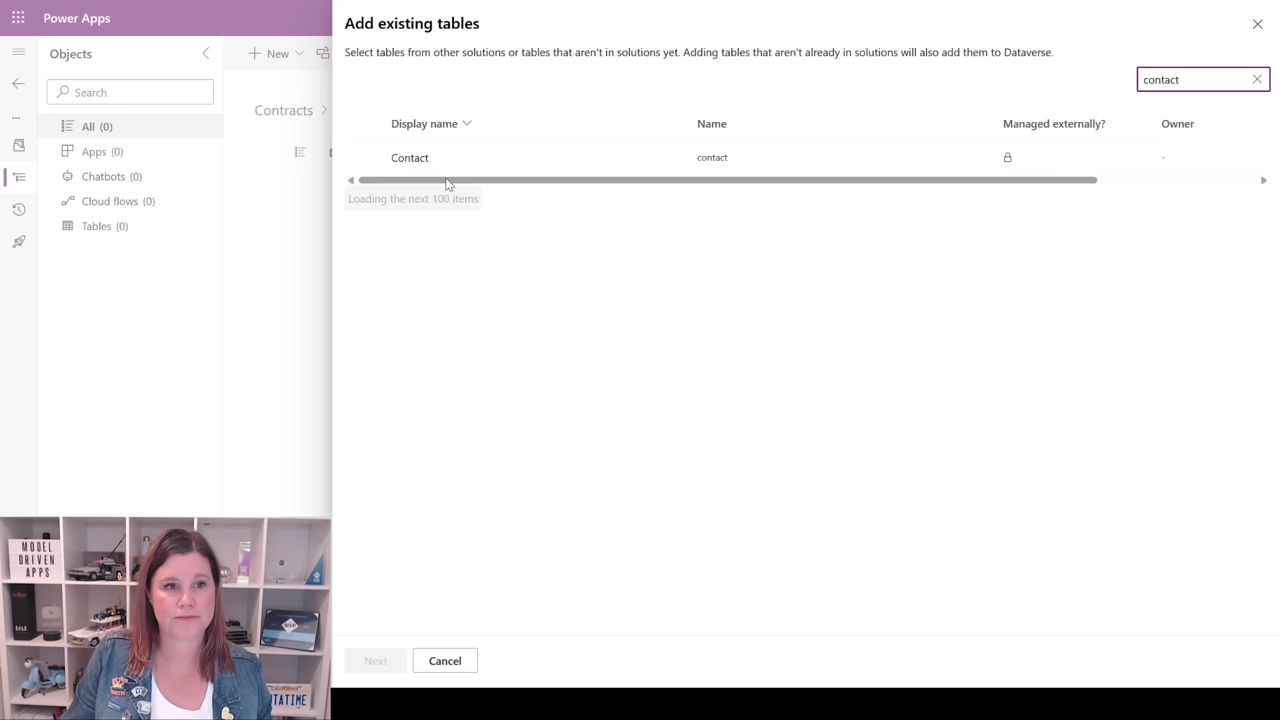 Power Apps
Objects
Search
All (0)
Apps (0)
Chatbots (0)
Cloud flows (0)
Tables (0)
New
Contracts
Add existing tables
Select tables from other solutions or tables that aren't in solutions yet. Adding tables that aren't already in solutions will also add them to Dataverse.
contact
Display name Name Managed externally? Owner
Contact contact -
Loading the next 100 items
Next Cancel
MODEL
DRIVEN
APPS
MVP
CALIFORNIA